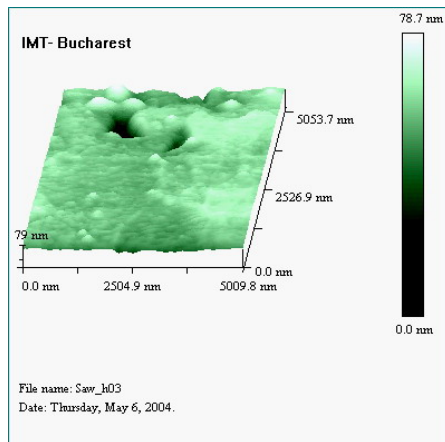 78.7 nm
IMT- Bucharest
5053.7 nm
2526.9 nm
79 nm
0.0 nm
0.0 nm
2504.9 nm
5009.8 nm
0.0 nm
File name: Saw_h03
Date: Thursday, May 6, 2004.